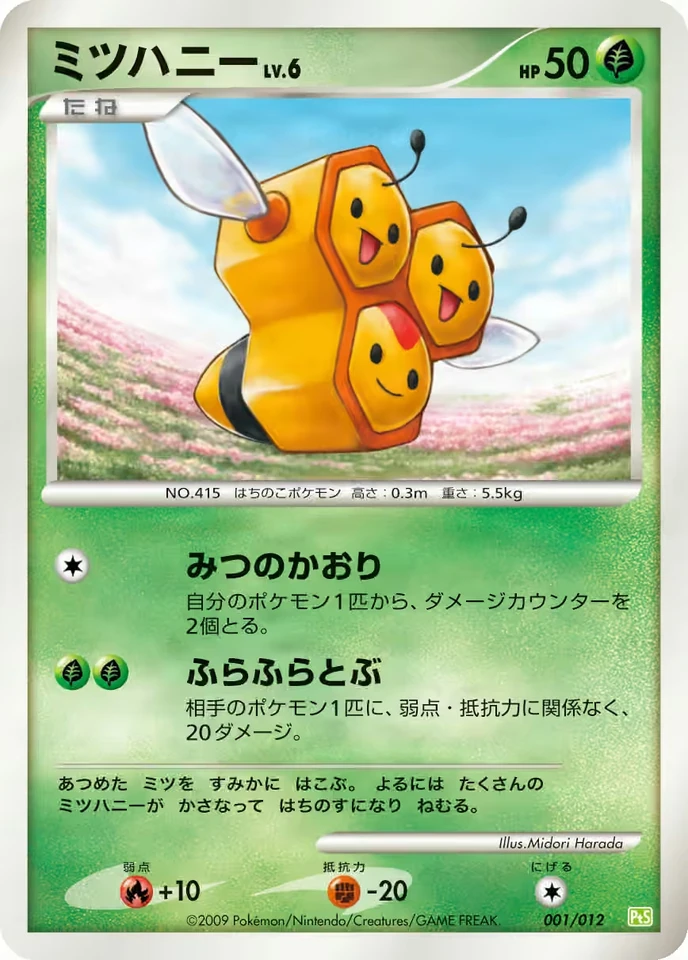 ミツハニー LV.6 HP 50
たね
NO.415 はちのこポケモン 高さ:0.3m 重さ:5.5kg
みつのかおり
自分のポケモン1匹から、ダメージカウンターを
2個とる。
ふらふらとぶ
相手のポケモン1匹に、弱点・抵抗力に関係なく、
20ダメージ。
あつめた ミツを すみかに はこぶ。 よるには たくさんの
ミツハニーが かさなって はちのすになり ねむる。
Illus.Midori Harada
弱点 抵抗力 にげる
+10 -20
©2009 Pokémon/Nintendo/Creatures/GAME FREAK. 001/012 PtS